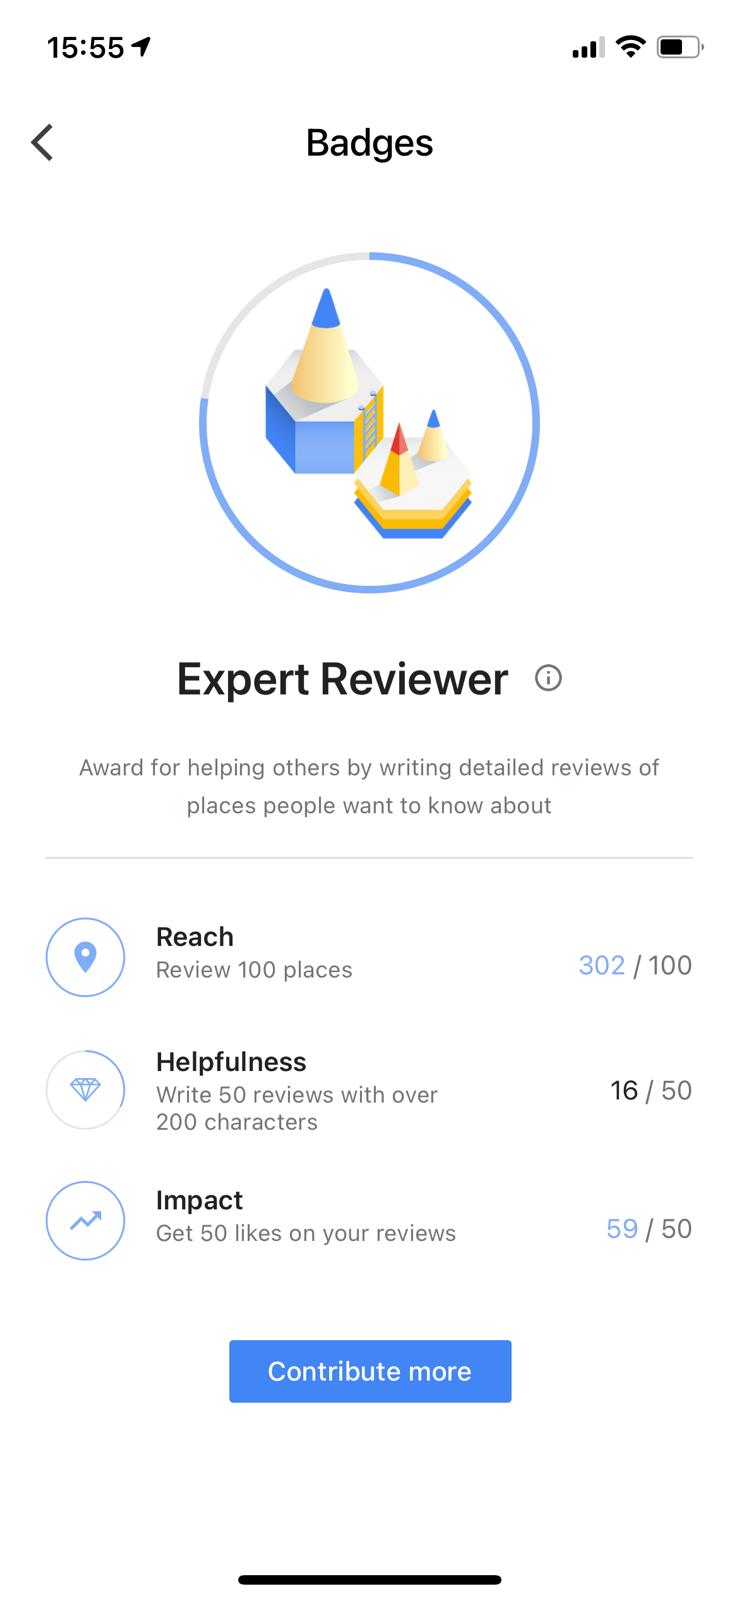 15:55
Badges
Expert Reviewer
Award for helping others by writing detailed reviews of
places people want to know about
Reach
Review 100 places
302 / 100
Helpfulness
Write 50 reviews with over
200 characters
16 / 50
Impact
Get 50 likes on your reviews
59 / 50
Contribute more